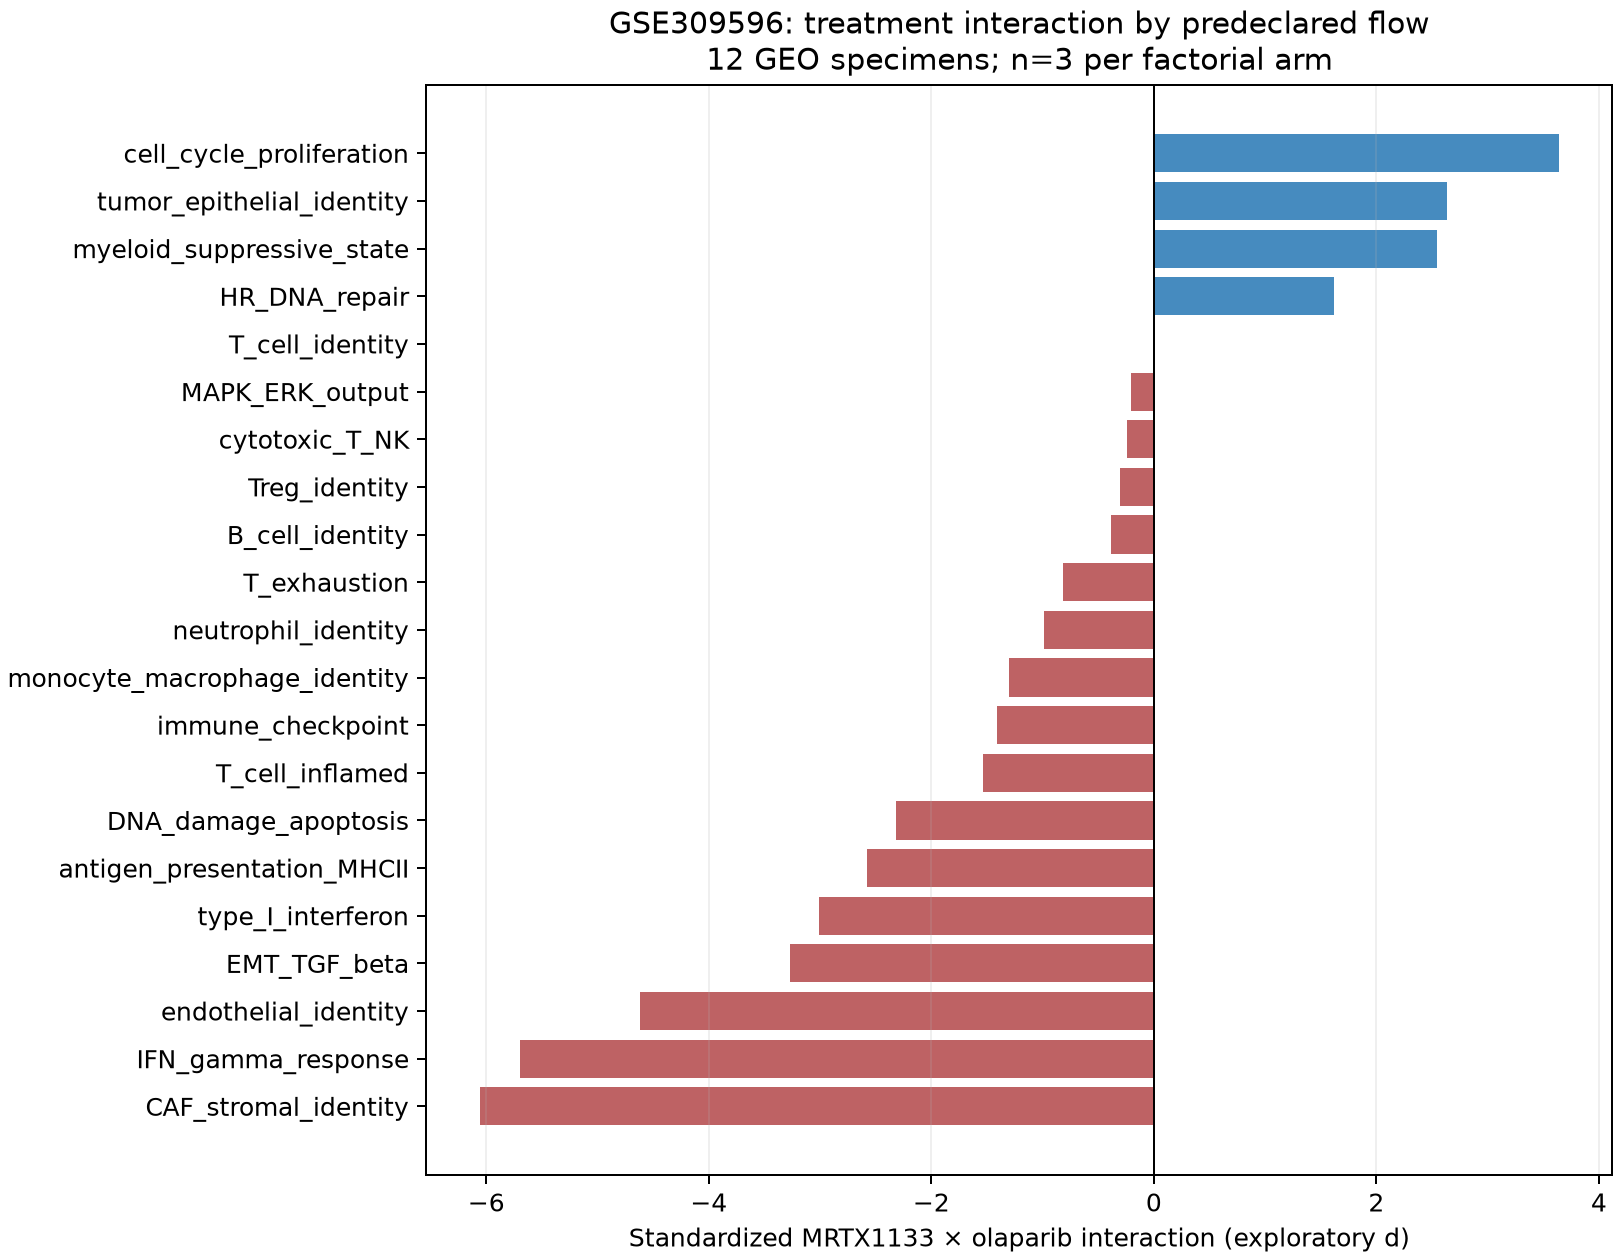 GSE309596: treatment interaction by predeclared flow
12 GEO specimens; n=3 per factorial arm
cell_cycle_proliferation
tumor_epithelial_identity
myeloid_suppressive_state
HR_DNA_repair
T_cell_identity
MAPK_ERK_output
cytotoxic_T_NK
Treg_identity
B_cell_identity
T_exhaustion
neutrophil_identity
monocyte_macrophage_identity
immune_checkpoint
T_cell_inflamed
DNA_damage_apoptosis
antigen_presentation_MHCII
type_I_interferon
EMT_TGF_beta
endothelial_identity
IFN_gamma_response
CAF_stromal_identity
−6 −4 −2 0 2 4
Standardized MRTX1133 × olaparib interaction (exploratory d)